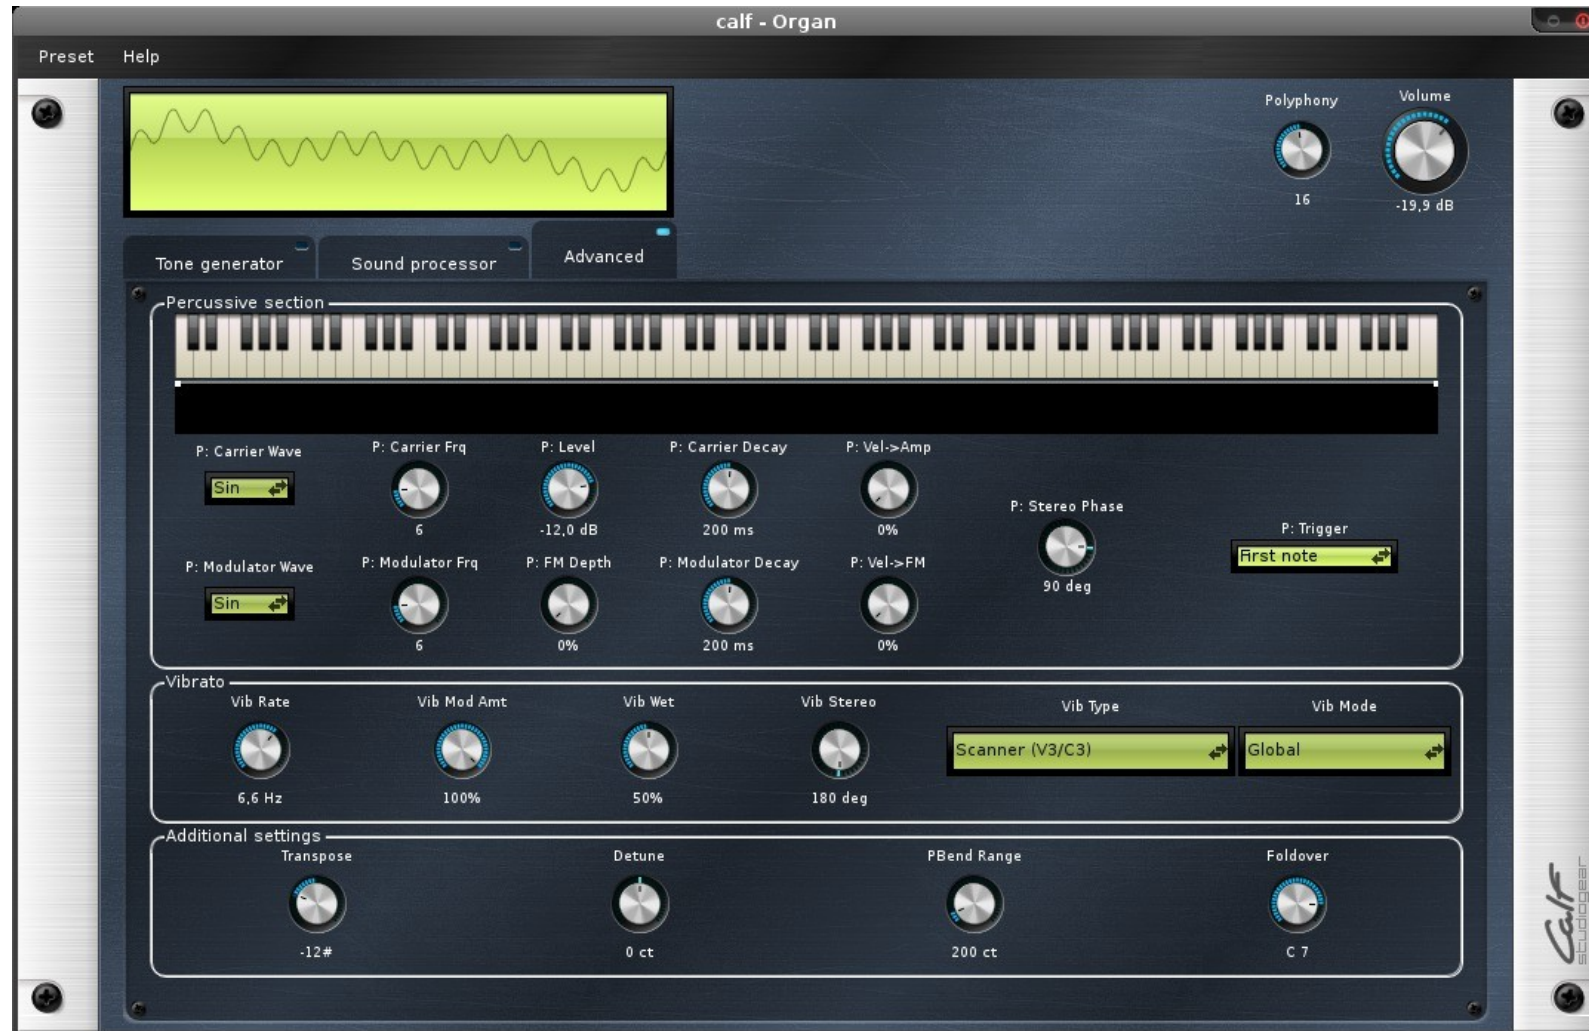 calf - Organ
Preset Help
Polyphony Volume
16 -19,9 dB
Tone generator Sound processor Advanced
Percussive section
P: Carrier Wave P: Carrier Frq P: Level P: Carrier Decay P: Vel->Amp
Sin
6 -12,0 dB 200 ms 0%
P: Stereo Phase
90 deg
P: Trigger
First note
P: Modulator Wave P: Modulator Frq P: FM Depth P: Modulator Decay P: Vel->FM
Sin
6 0% 200 ms 0%
Vibrato
Vib Rate Vib Mod Amt Vib Wet Vib Stereo Vib Type Vib Mode
Scanner (V3/C3) Global
6,6 Hz 100% 50% 180 deg
Additional settings
Transpose Detune PBend Range Foldover
-12# 0 ct 200 ct C 7
Calf
studiogear